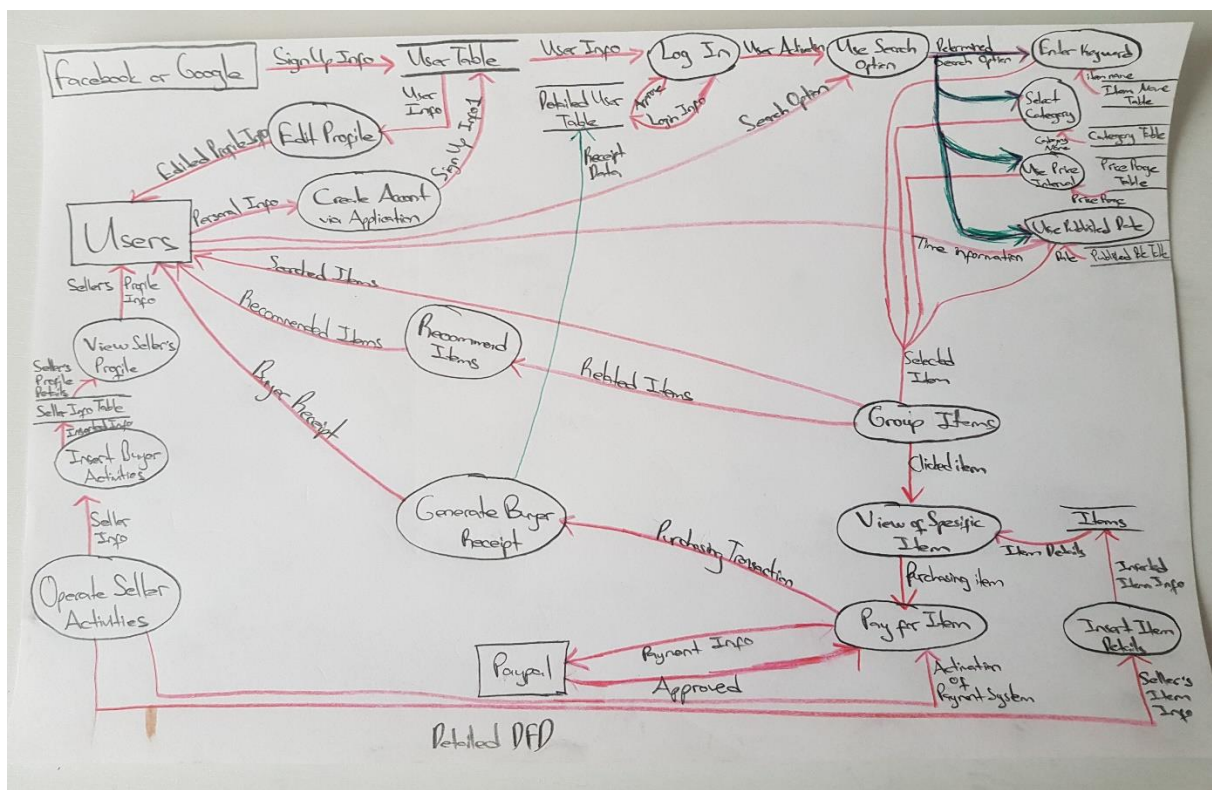 Facebook or Google
Sign Up Info
User Table
User Info
Log In
User Activation
Use Search
Option
Determined
Search Option
Enter Keyword
item name
Item Name
Table
User
Info
Detailed User
Table
Approve
Login Info
Select
Category
Category
Name
Category Table
Edit Profile
Edited Profile Info
Sign Up Info1
Search Option
Receipt
Data
Use Price
Interval
Price Range
Table
Price Range
Personal Info
Create Accont
via Application
Users
Use Published Date
Time information
Date
Published Date Table
Sellers Profile
Info
Searched Items
Recommended Items
Recommend
Items
Related Items
Selected
Item
View Seller's
Profile
Seller's
Profile
Details
Seller Info Table
Inserted Info
Insert Buyer
Activities
Buyer Receipt
Group Items
Clicked item
Generate Buyer
Receipt
View of Spesific
Item
Items
Item Details
Seller
Info
Purchasing Transaction
Purchasing item
Inserted
Item Info
Operate Seller
Activities
Pay for Item
Insert Item
Details
Paypal
Payment Info
Approved
Activation
of
Payment System
Seller's
Item
Info
Detailed DFD